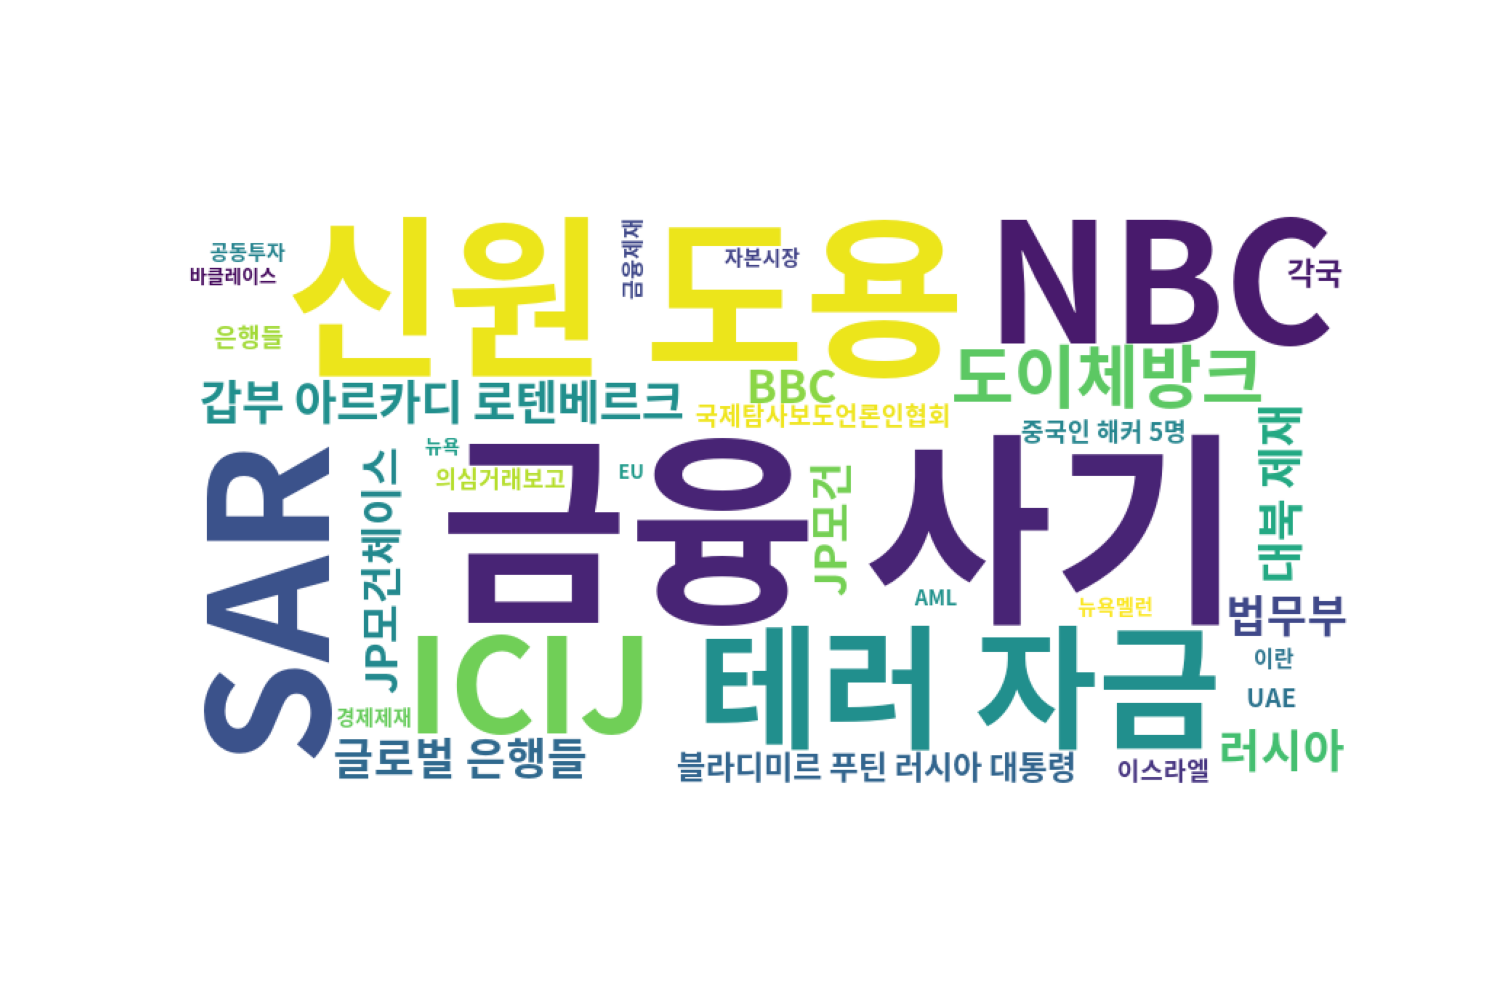 신원 도용
NBC
공동투자
바클레이스
금융제재
자본시장
각국
은행들
갑부 아르카디 로텐베르크
BBC
도이체방크
국제탐사보도언론인협회
중국인 해커 5명
대북 제재
SAR
JP모건체이스
뉴욕
의심거래보고
EU
금융 사기
JP모건
AML
뉴욕멜런
법무부
ICIJ
테러 자금
이란
UAE
경제제재
글로벌 은행들
블라디미르 푸틴 러시아 대통령
이스라엘
러시아